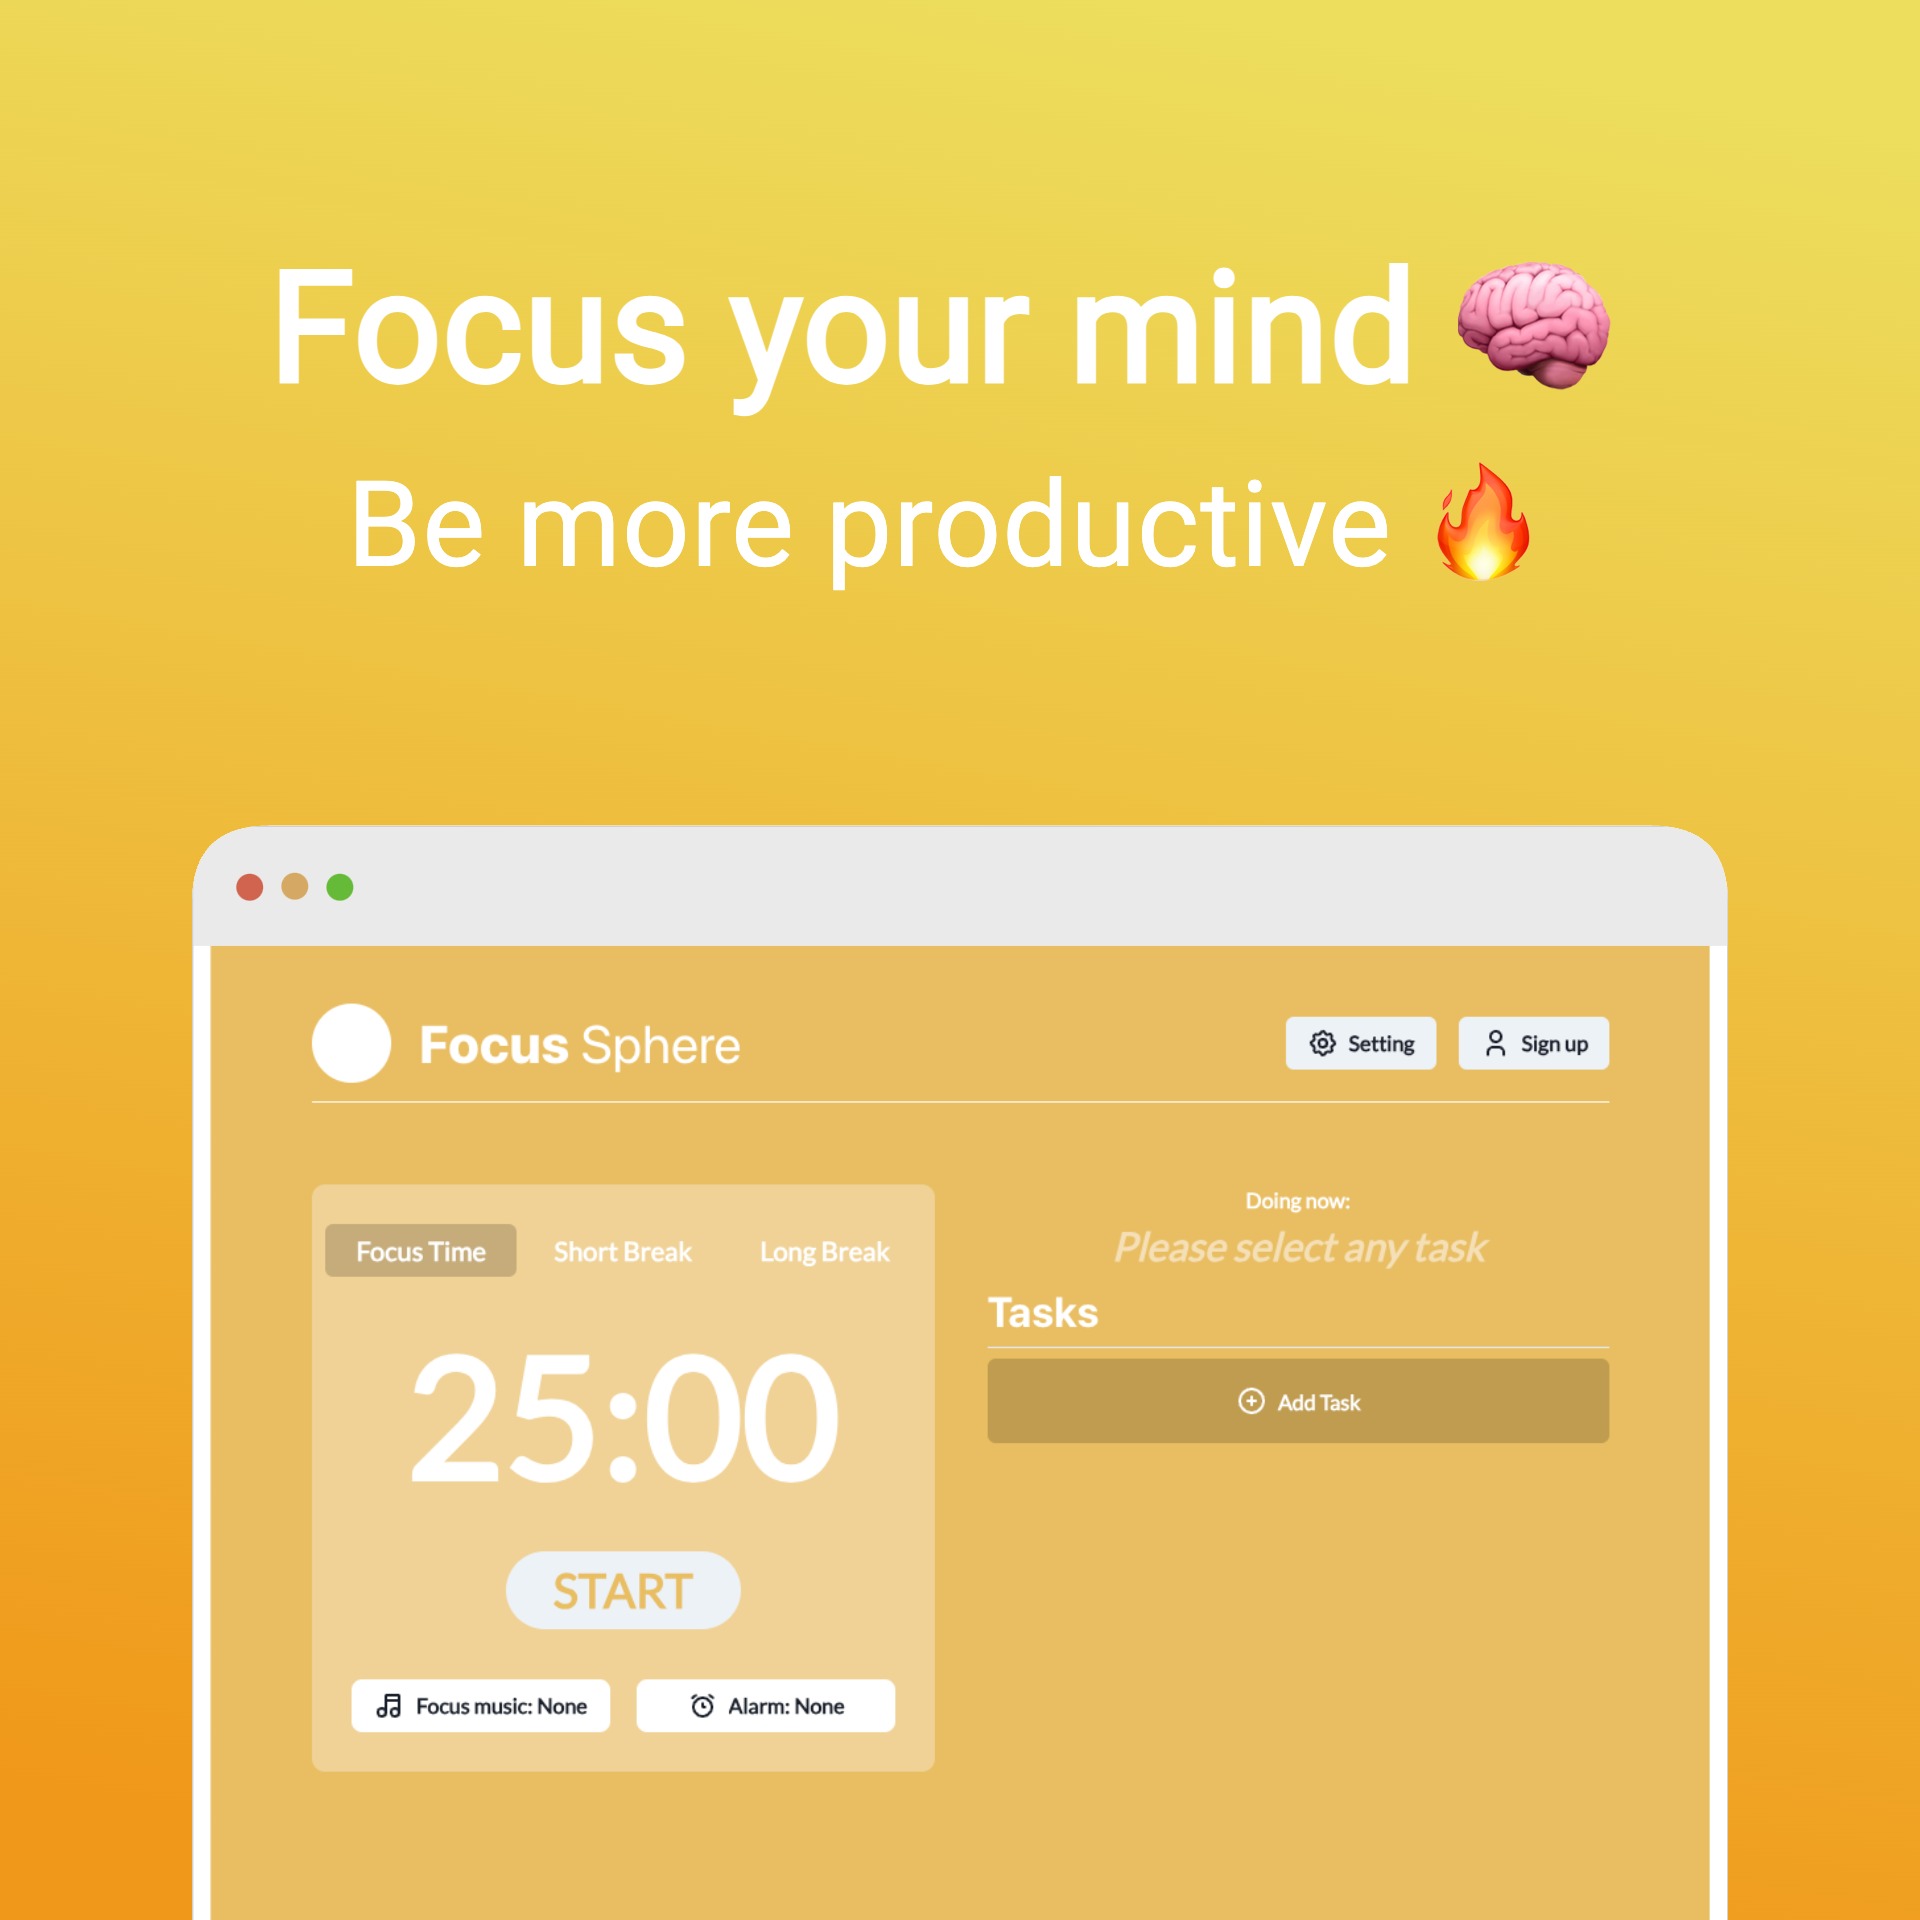 Focus your mind 🧠
Be more productive 🔥
Focus Sphere
Setting
Sign up
Focus Time
Short Break
Long Break
25:00
START
Focus music: None
Alarm: None
Doing now:
Please select any task
Tasks
Add Task